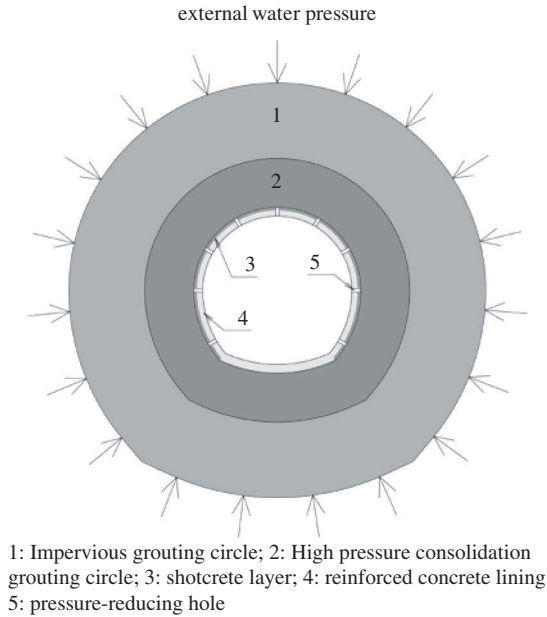 external water pressure
1
2
3
5
4
1: Impervious grouting circle; 2: High pressure consolidation
grouting circle; 3: shotcrete layer; 4: reinforced concrete lining
5: pressure-reducing hole